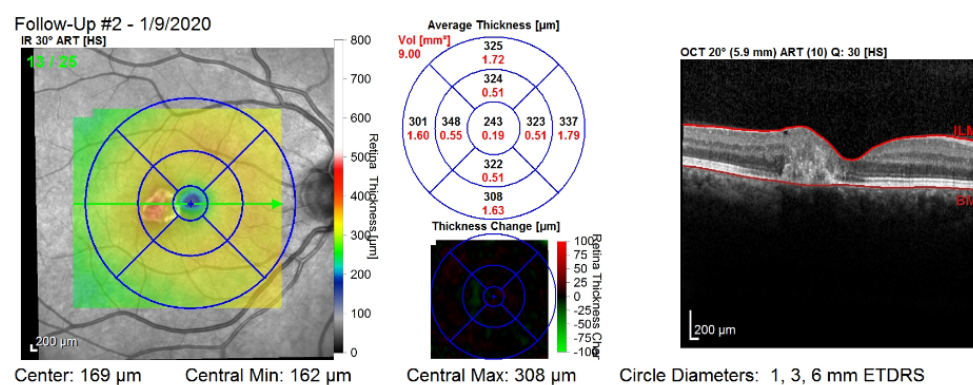 Follow-Up #2 - 1/9/2020
IR 30° ART [HS]
13 / 25
200 µm
800
700
600
500
400
300
200
100
0
Retina Thickness [µm]
Average Thickness [µm]
Vol [mm³]
9.00
325
1.72
324
0.51
301
1.60
348
0.55
243
0.19
323
0.51
337
1.79
322
0.51
308
1.63
Thickness Change [µm]
100
75
50
25
0
-25
-50
-75
-100
Retina Thickness Char
OCT 20° (5.9 mm) ART (10) Q: 30 [HS]
ILM
BM
200 µm
Center: 169 µm Central Min: 162 µm Central Max: 308 µm Circle Diameters: 1, 3, 6 mm ETDRS